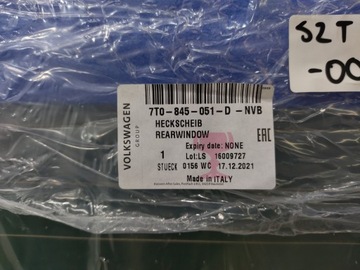 S2T
-00
VOLKSWAGEN
GROUP
7T0-845-051-D -NVB
HECKSCHEIB
REARWINDOW
EAC
Expiry date: NONE
1 Lot:LS 16009727
STUECK 0156 WC 17.12.2021
Made in ITALY